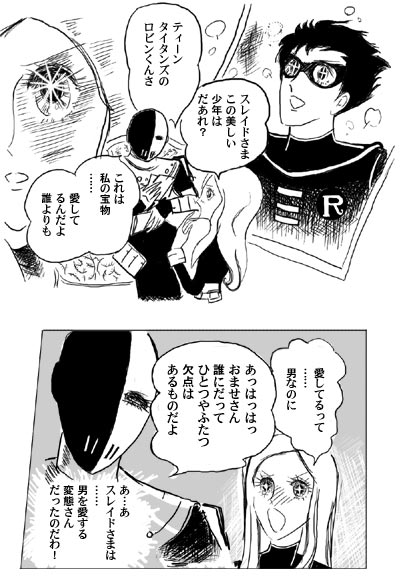 スレイドさま
この美しい
少年は
だあれ？
R
ティーン
タイタンズの
ロビンくんさ
これは
私の宝物
……
愛して
るんだよ
誰よりも
愛してるって
……
男なのに
あっはっはっ
おませさん
誰にだって
ひとつやふたつ
欠点は
あるものだよ
あ…あ
スレイドさまは
……
男を愛する
変態さん
だったのだわ！